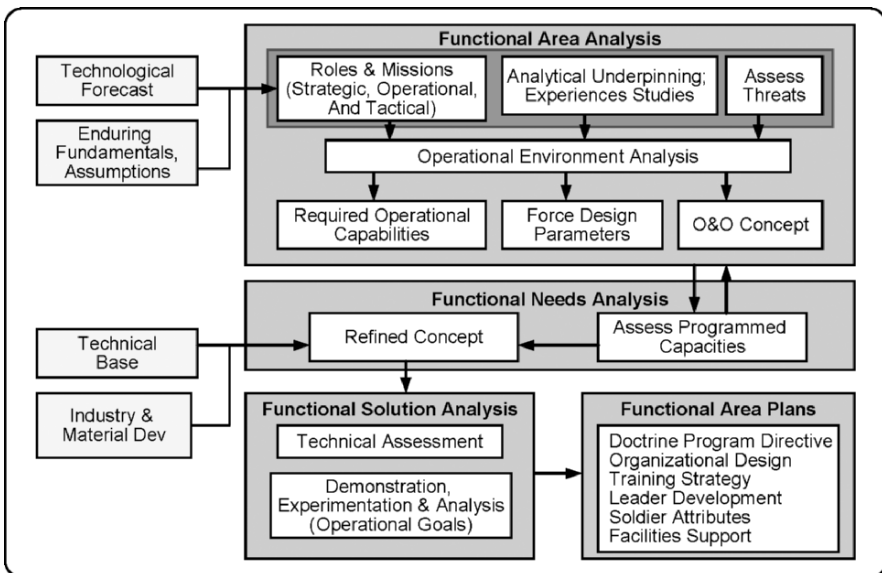 Functional Area Analysis
Technological
Forecast
Enduring
Fundamentals,
Assumptions
Roles & Missions
(Strategic, Operational,
And Tactical)
Analytical Underpinning;
Experiences Studies
Assess
Threats
Operational Environment Analysis
Required Operational
Capabilities
Force Design
Parameters
O&O Concept
Functional Needs Analysis
Technical
Base
Industry &
Material Dev
Refined Concept
Assess Programmed
Capacities
Functional Solution Analysis
Technical Assessment
Demonstration,
Experimentation & Analysis
(Operational Goals)
Functional Area Plans
Doctrine Program Directive
Organizational Design
Training Strategy
Leader Development
Soldier Attributes
Facilities Support